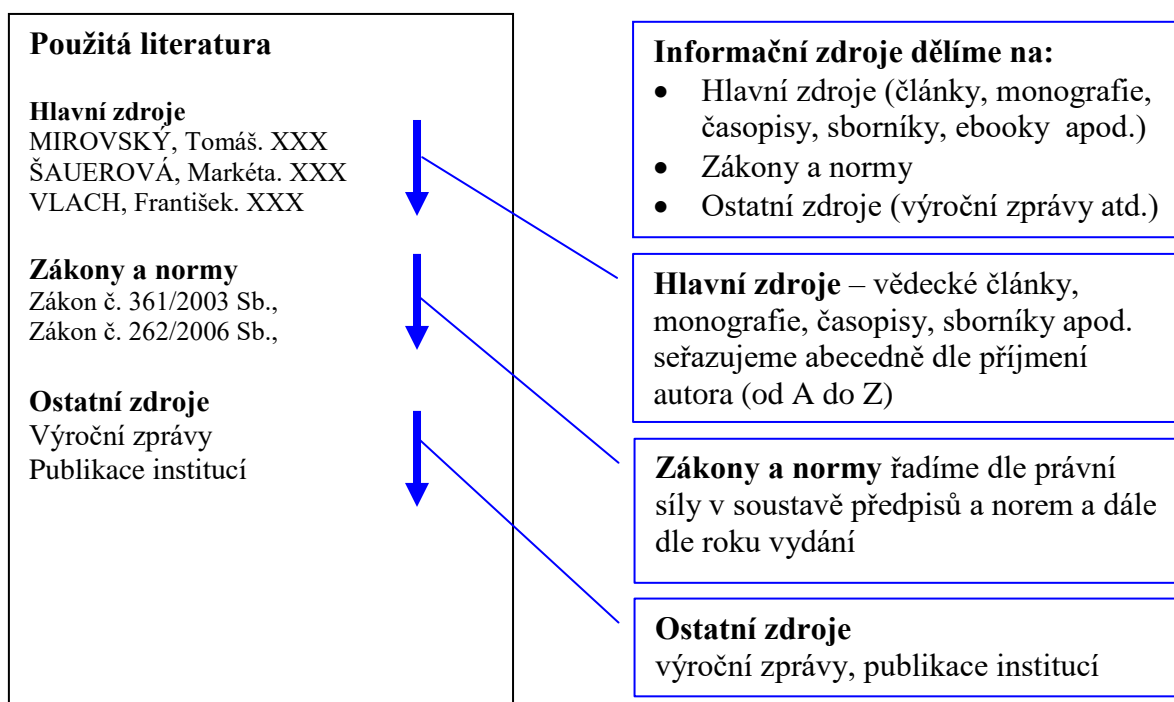 Použitá literatura
Hlavní zdroje
MIROVSKÝ, Tomáš. XXX
ŠAUEROVÁ, Markéta. XXX
VLACH, František. XXX
Zákony a normy
Zákon č. 361/2003 Sb.,
Zákon č. 262/2006 Sb.,
Ostatní zdroje
Výroční zprávy
Publikace institucí
Informační zdroje dělíme na:
• Hlavní zdroje (články, monografie,
časopisy, sborníky, ebooky apod.)
• Zákony a normy
• Ostatní zdroje (výroční zprávy atd.)
Hlavní zdroje – vědecké články,
monografie, časopisy, sborníky apod.
seřazujeme abecedně dle příjmení
autora (od A do Z)
Zákony a normy řadíme dle právní
síly v soustavě předpisů a norem a dále
dle roku vydání
Ostatní zdroje
výroční zprávy, publikace institucí